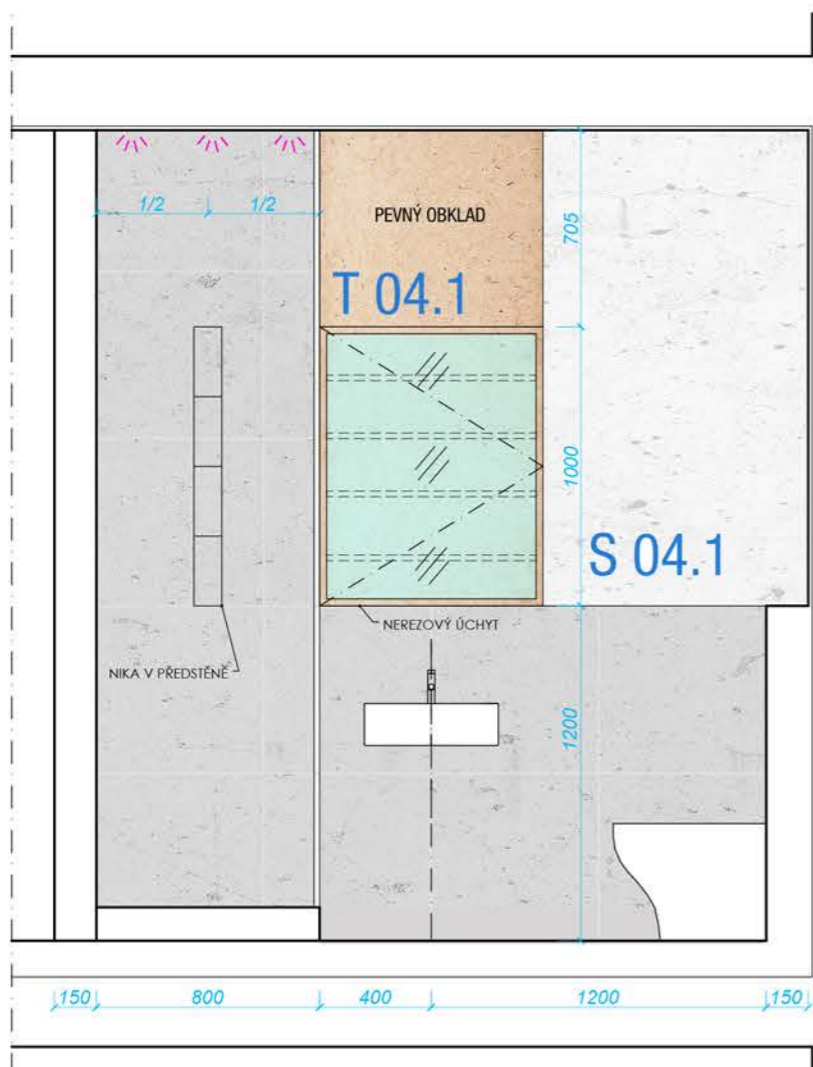 1/2
1/2
PEVNÝ OBKLAD
705
T 04.1
1000
S 04.1
NEREZOVÝ ÚCHYT
NIKA V PŘEDSTĚNĚ
1200
150
800
400
1200
150